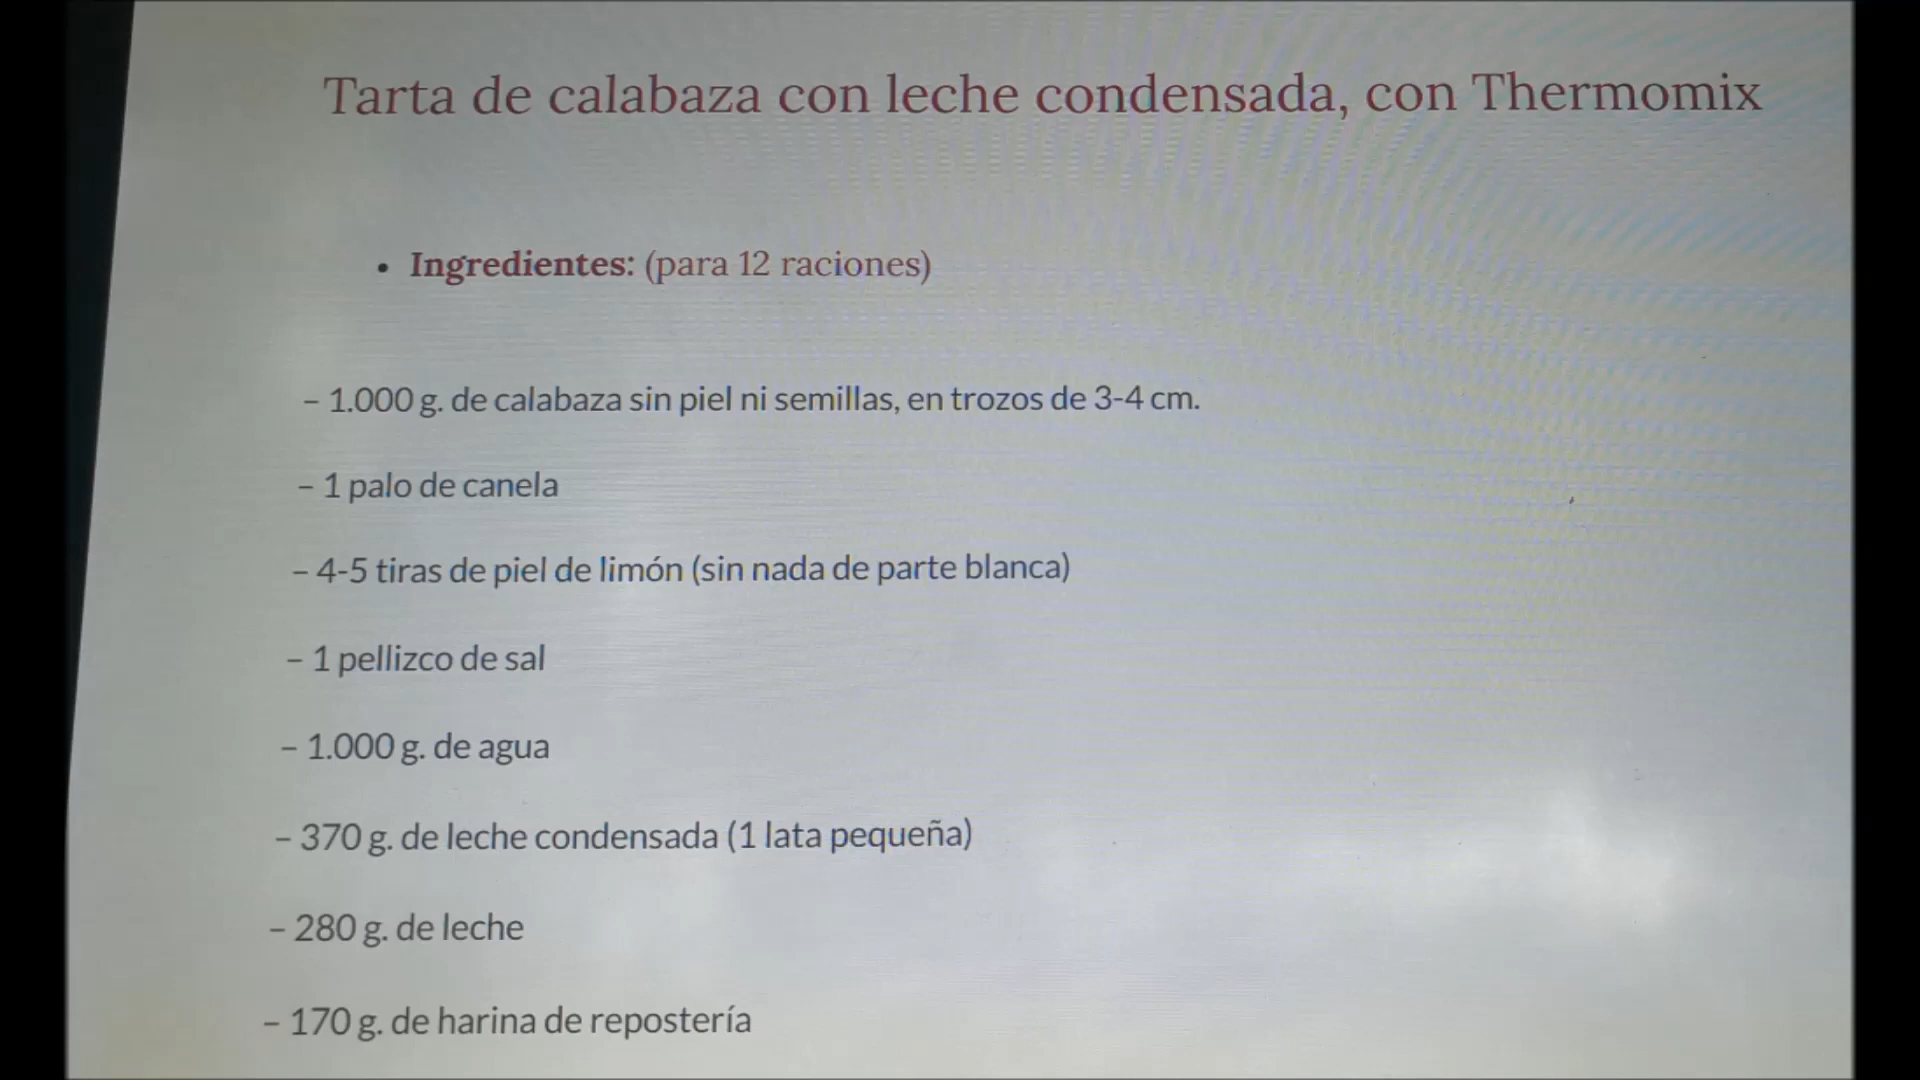 Tarta de calabaza con leche condensada, con Thermomix
• Ingredientes: (para 12 raciones)
– 1.000 g. de calabaza sin piel ni semillas, en trozos de 3-4 cm.
– 1 palo de canela
– 4-5 tiras de piel de limón (sin nada de parte blanca)
– 1 pellizco de sal
– 1.000 g. de agua
– 370 g. de leche condensada (1 lata pequeña)
– 280 g. de leche
– 170 g. de harina de repostería